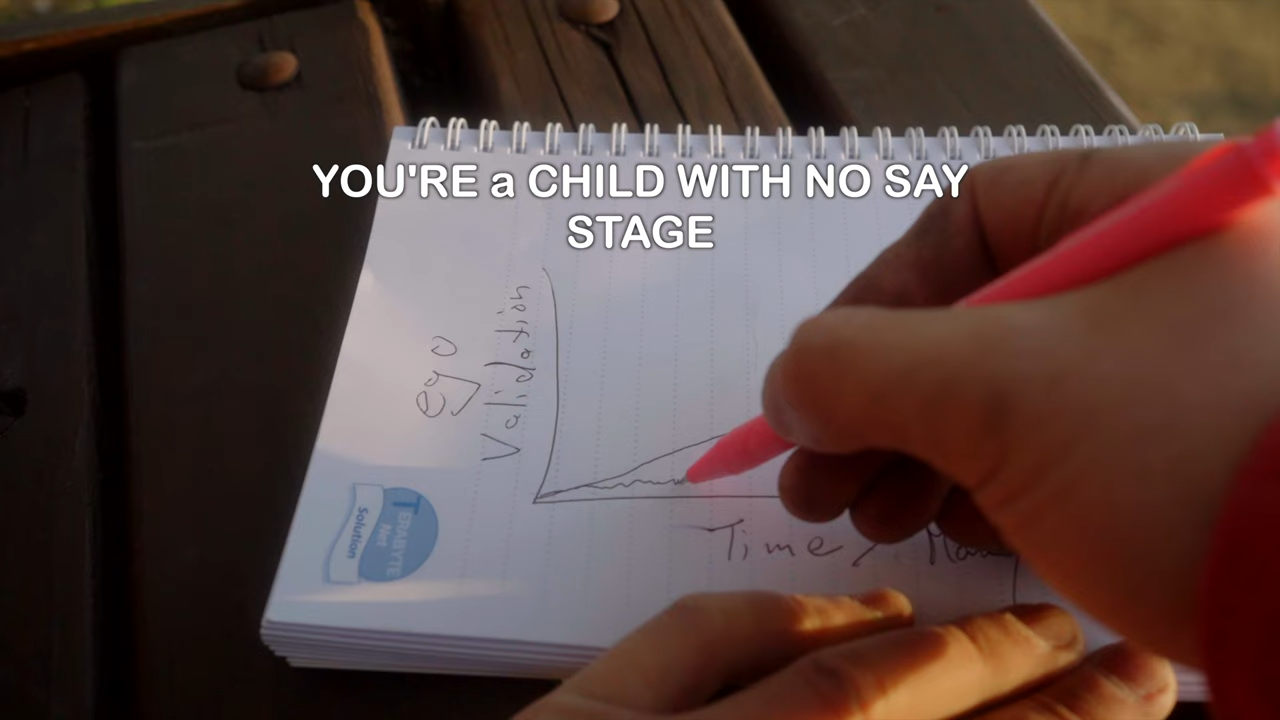 YOU'RE a CHILD WITH NO SAY
STAGE
ego
Validation
TERABYTE
Net
Solution
Time /